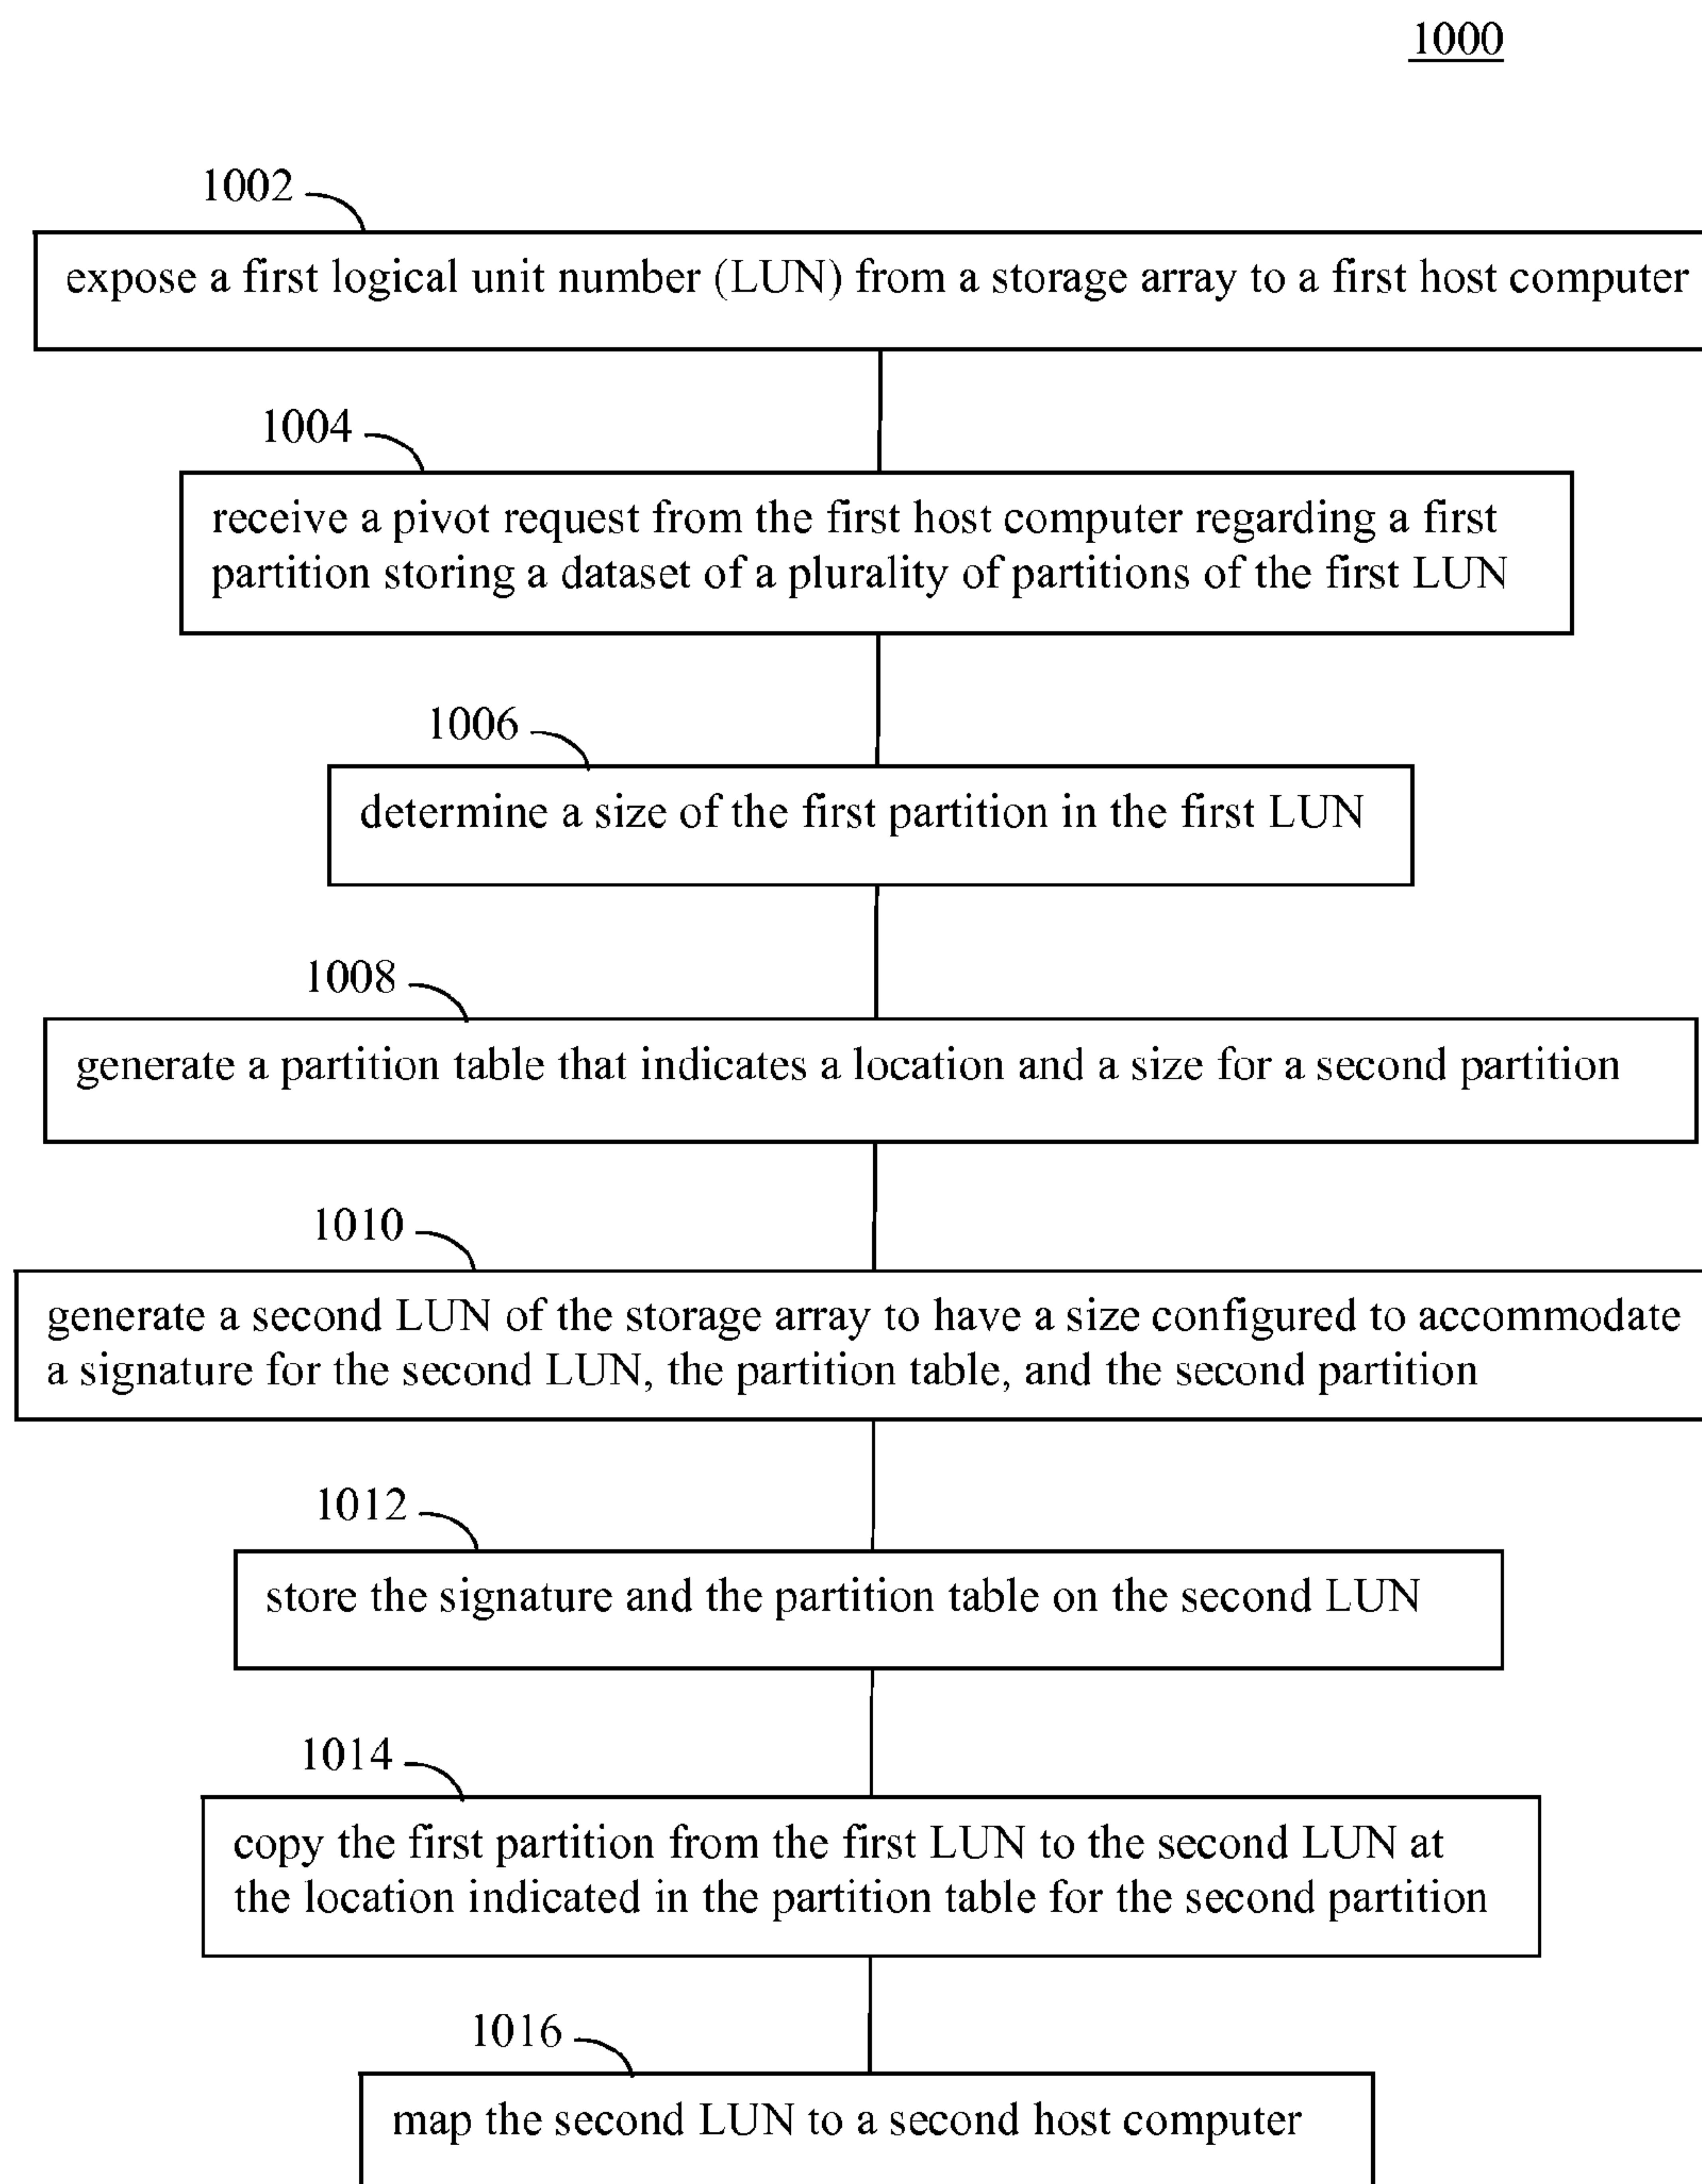 1000
1002
expose a first logical unit number (LUN) from a storage array to a first host computer
1004
receive a pivot request from the first host computer regarding a first
partition storing a dataset of a plurality of partitions of the first LUN
1006
determine a size of the first partition in the first LUN
1008
generate a partition table that indicates a location and a size for a second partition
1010
generate a second LUN of the storage array to have a size configured to accommodate
a signature for the second LUN, the partition table, and the second partition
1012
store the signature and the partition table on the second LUN
1014
copy the first partition from the first LUN to the second LUN at
the location indicated in the partition table for the second partition
1016
map the second LUN to a second host computer